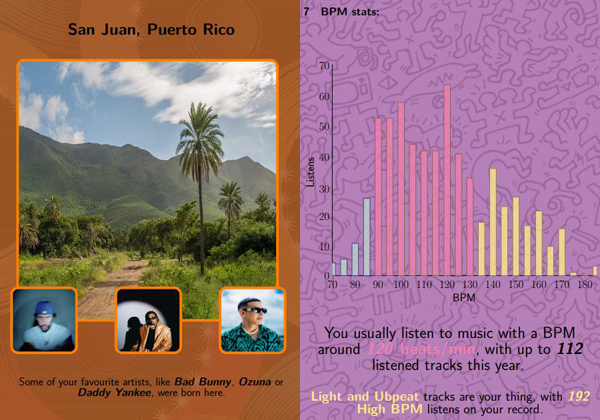 San Juan, Puerto Rico
Some of your favourite artists, like Bad Bunny, Ozuna or
Daddy Yankee, were born here.
7 BPM stats:
70
60
50
40
30
20
10
0
Listens
70 80 90 100 110 120 130 140 150 160 170 180
BPM
You usually listen to music with a BPM
around 120 beats/min, with up to 112
listened tracks this year.
Light and Ubpeat tracks are your thing, with 192
High BPM listens on your record.